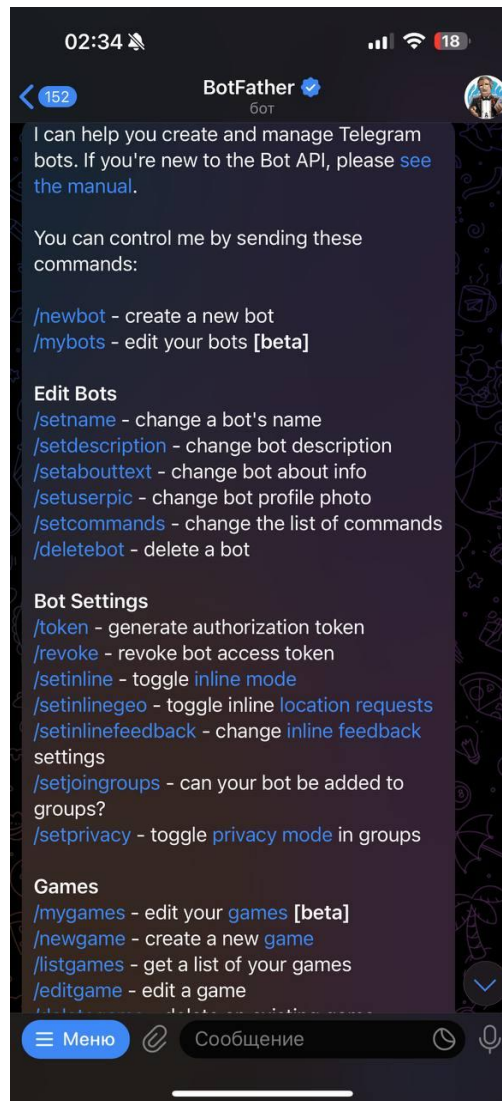 02:34
18
152
BotFather
бот
I can help you create and manage Telegram
bots. If you're new to the Bot API, please see
the manual.
You can control me by sending these
commands:
/newbot - create a new bot
/mybots - edit your bots [beta]
Edit Bots
/setname - change a bot's name
/setdescription - change bot description
/setabouttext - change bot about info
/setuserpic - change bot profile photo
/setcommands - change the list of commands
/deletebot - delete a bot
Bot Settings
/token - generate authorization token
/revoke - revoke bot access token
/setinline - toggle inline mode
/setinlinegeo - toggle inline location requests
/setinlinefeedback - change inline feedback
settings
/setjoingroups - can your bot be added to
groups?
/setprivacy - toggle privacy mode in groups
Games
/mygames - edit your games [beta]
/newgame - create a new game
/listgames - get a list of your games
/editgame - edit a game
Меню
Сообщение